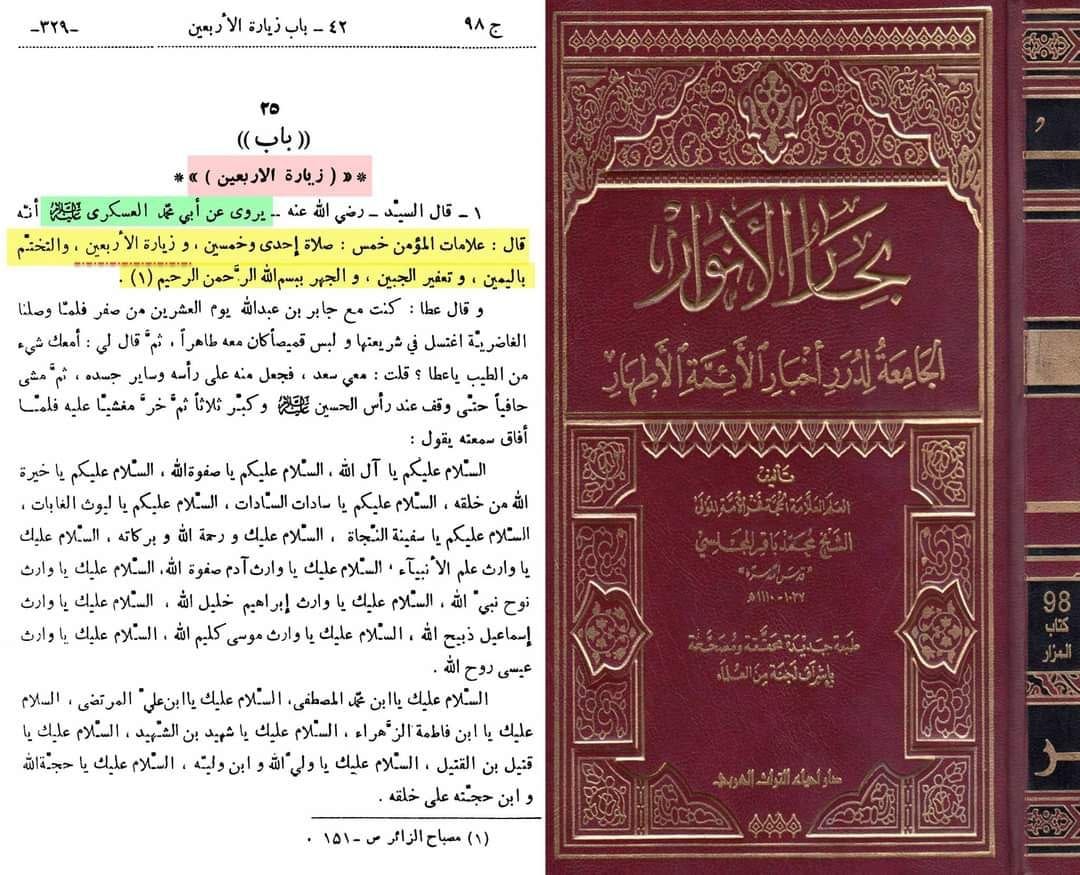 ج ٩٨
٤٢ ـ باب زيارة الأربعين
ـ٣٢٩ـ
٢٥
(( باب ))
* « ( زيارة الاربعين ) » *
١ ـ قال السيّد ـ رضي الله عنه ـ يروى عن أبي محمّد العسكرى عليه السلام أنّه
قال : علامات المؤمن خمس : صلاة إحدى وخمسين ، و زيارة الأربعين ، والتختّم
باليمين ، و تعفير الجبين ، و الجهر ببسم الله الرَّحمن الرحيم (١) .
و قال عطا : كنت مع جابر بن عبدالله يوم العشرين من صفر فلمّا وصلنا
الغاضريّة اغتسل في شريعتها و لبس قميصاً كان معه طاهراً ، ثمَّ قال لي : أمعك شيء
من الطيب ياعطا ؟ قلت : معي سعد ، فجعل منه على رأسه وساير جسده ، ثمَّ مشى
حافياً حتّى وقف عند رأس الحسين عليه السلام وكبّر ثلاثاً ثمَّ خرَّ مغشيّاً عليه فلمّا
أفاق سمعته يقول :
السّلام عليكم يا آل الله ، السّلام عليكم يا صفوةالله ، السّلام عليكم يا خيرة
الله من خلقه ، السّلام عليكم يا سادات السّادات ، السّلام عليكم يا ليوث الغابات ،
السّلام عليكم يا سفينة النّجاة ، السّلام عليك و رحمة الله و بركاته ، السّلام عليك
يا وارث علم الأنبيآء ، السّلام عليك يا وارث آدم صفوة الله، السّلام عليك يا وارث
نوح نبيّ الله ، السّلام عليك يا وارث إبراهيم خليل الله ، السّلام عليك يا وارث
إسماعيل ذبيح الله ، السّلام عليك يا وارث موسى كليم الله ، السّلام عليك يا وارث
عيسى روح الله .
السّلام عليك ياابن محمّد المصطفى، السّلام عليك ياابن عليّ المرتضى ، السلام
عليك يا ابن فاطمة الزَّهراء ، السّلام عليك يا شهيد بن الشّهيد ، السّلام عليك يا
قتيل بن القتيل ، السّلام عليك يا وليّ الله و ابن وليّه ، السّلام عليك يا حجّةالله
و ابن حجّته على خلقه .
(١) مصباح الزائر ص ـ١٥١ .
بحار الأنوار
الجامعة لدرر أخبار الأئمة الأطهار
تأليف
العلم العلامة الحجة فخر الأمة المولى
الشيخ محمد باقر المجلسي
"قدس الله سره"
١٠٣٧ - ١١١٠ هـ
طبعة جديدة محققة ومصححة
بإشراف لجنة من العلماء
دار احياء التراث العربي
98
كتاب
المزار